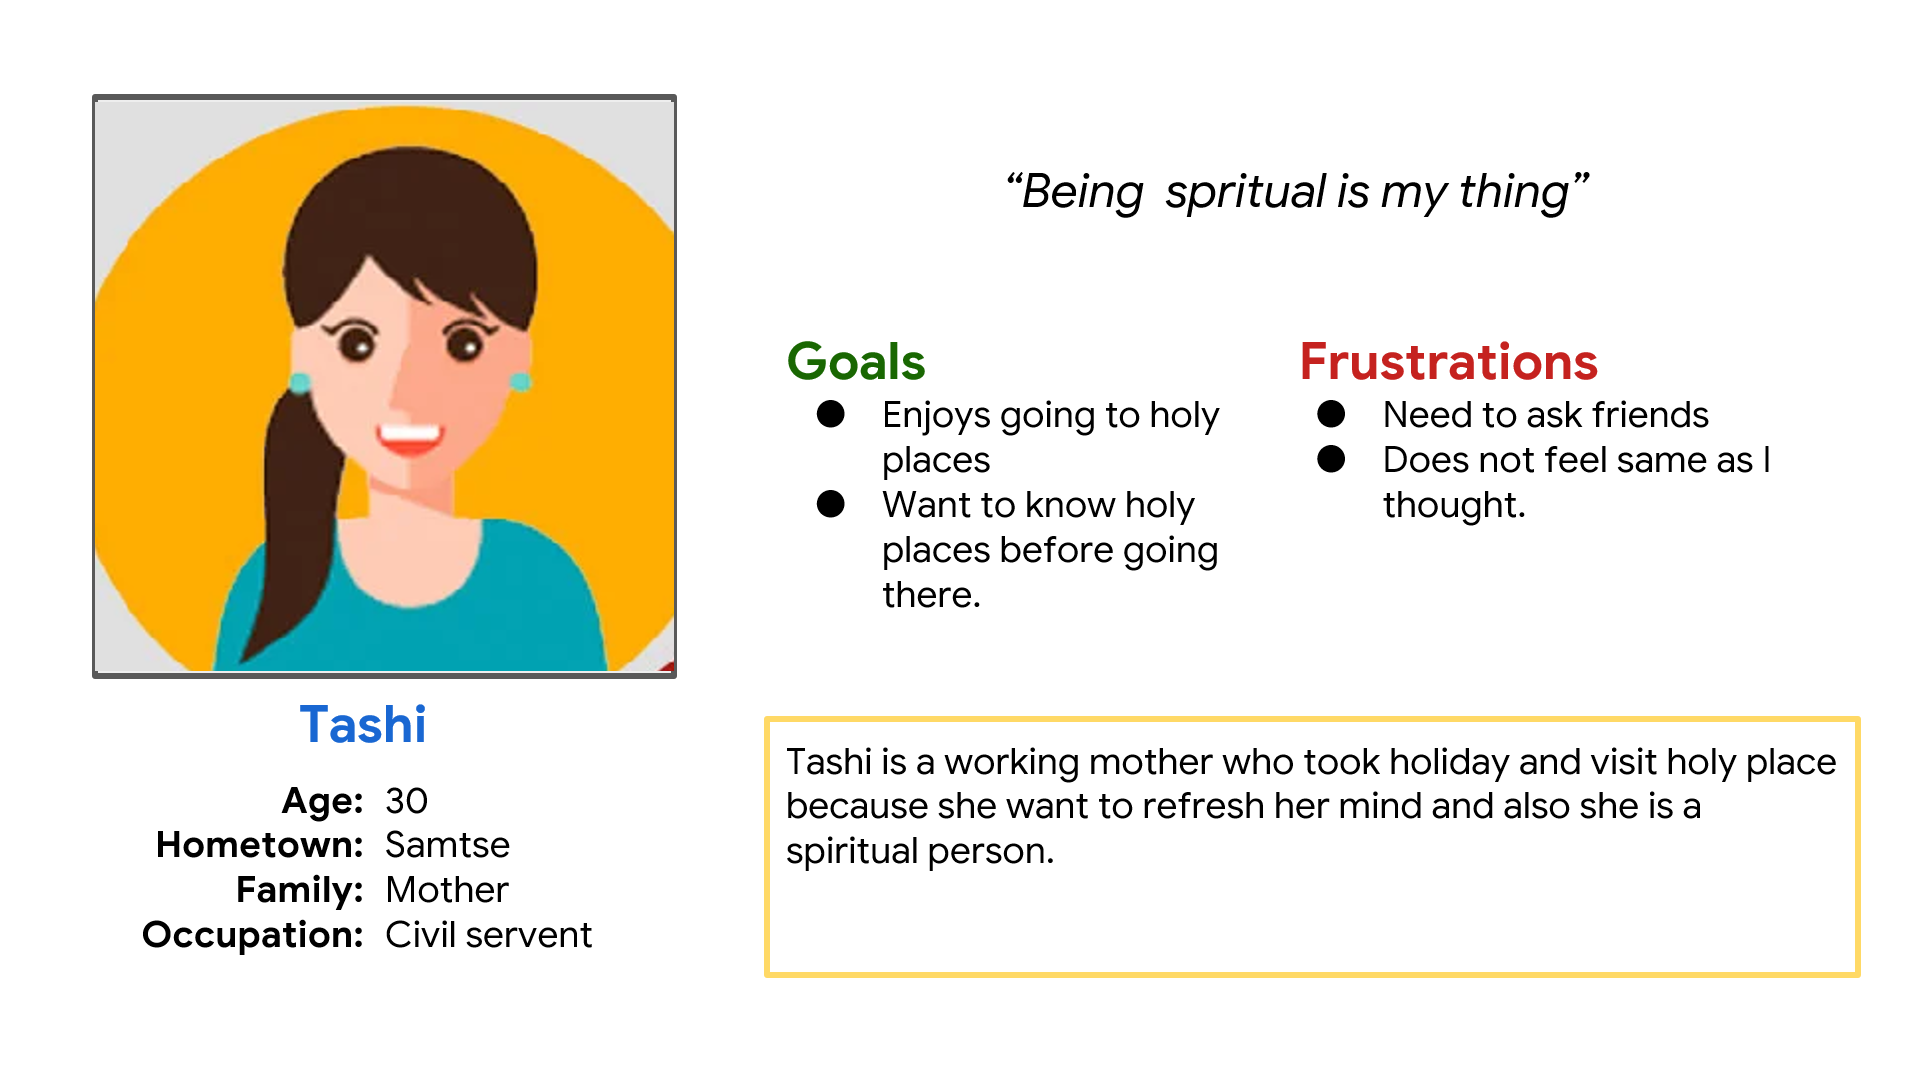 “Being  spritual is my thing”
Goals
● Enjoys going to holy
places
● Want to know holy
places before going
there.
Frustrations
● Need to ask friends
● Does not feel same as I
thought.
Tashi
Age: 30
Hometown: Samtse
Family: Mother
Occupation: Civil servent
Tashi is a working mother who took holiday and visit holy place
because she want to refresh her mind and also she is a
spiritual person.